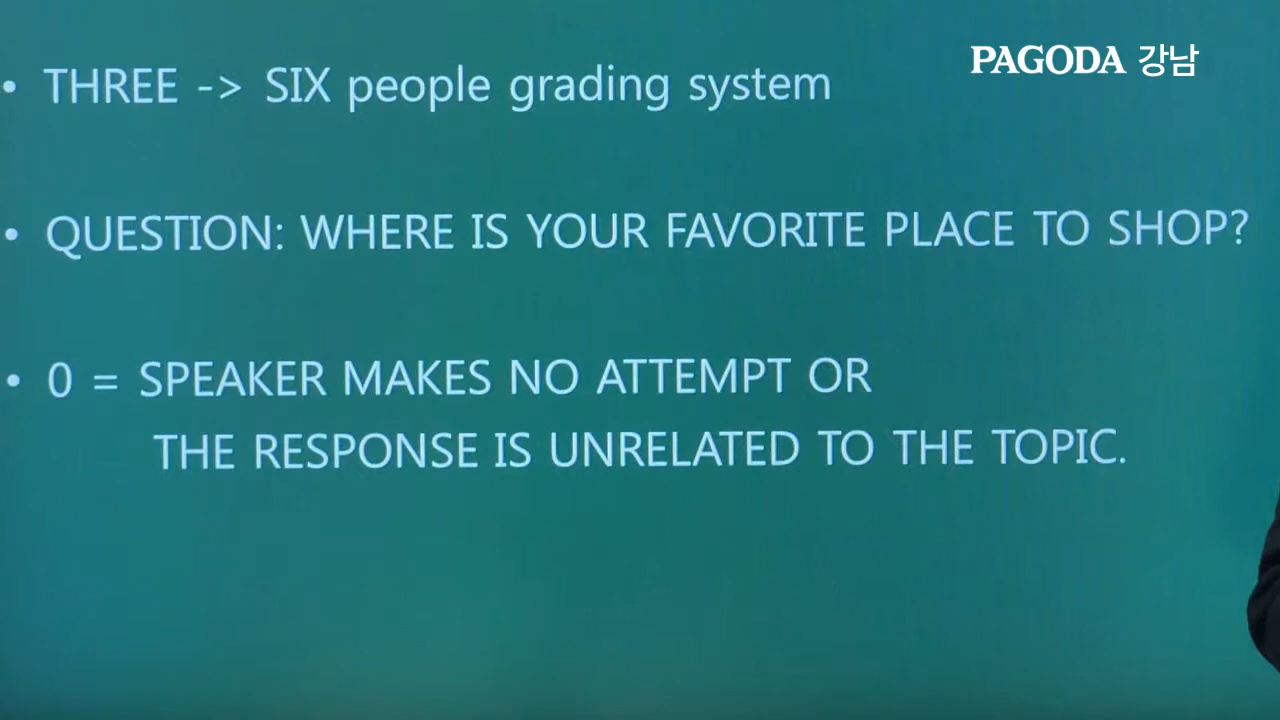 PAGODA 강남
• THREE -> SIX people grading system
• QUESTION: WHERE IS YOUR FAVORITE PLACE TO SHOP?
• 0 = SPEAKER MAKES NO ATTEMPT OR
THE RESPONSE IS UNRELATED TO THE TOPIC.